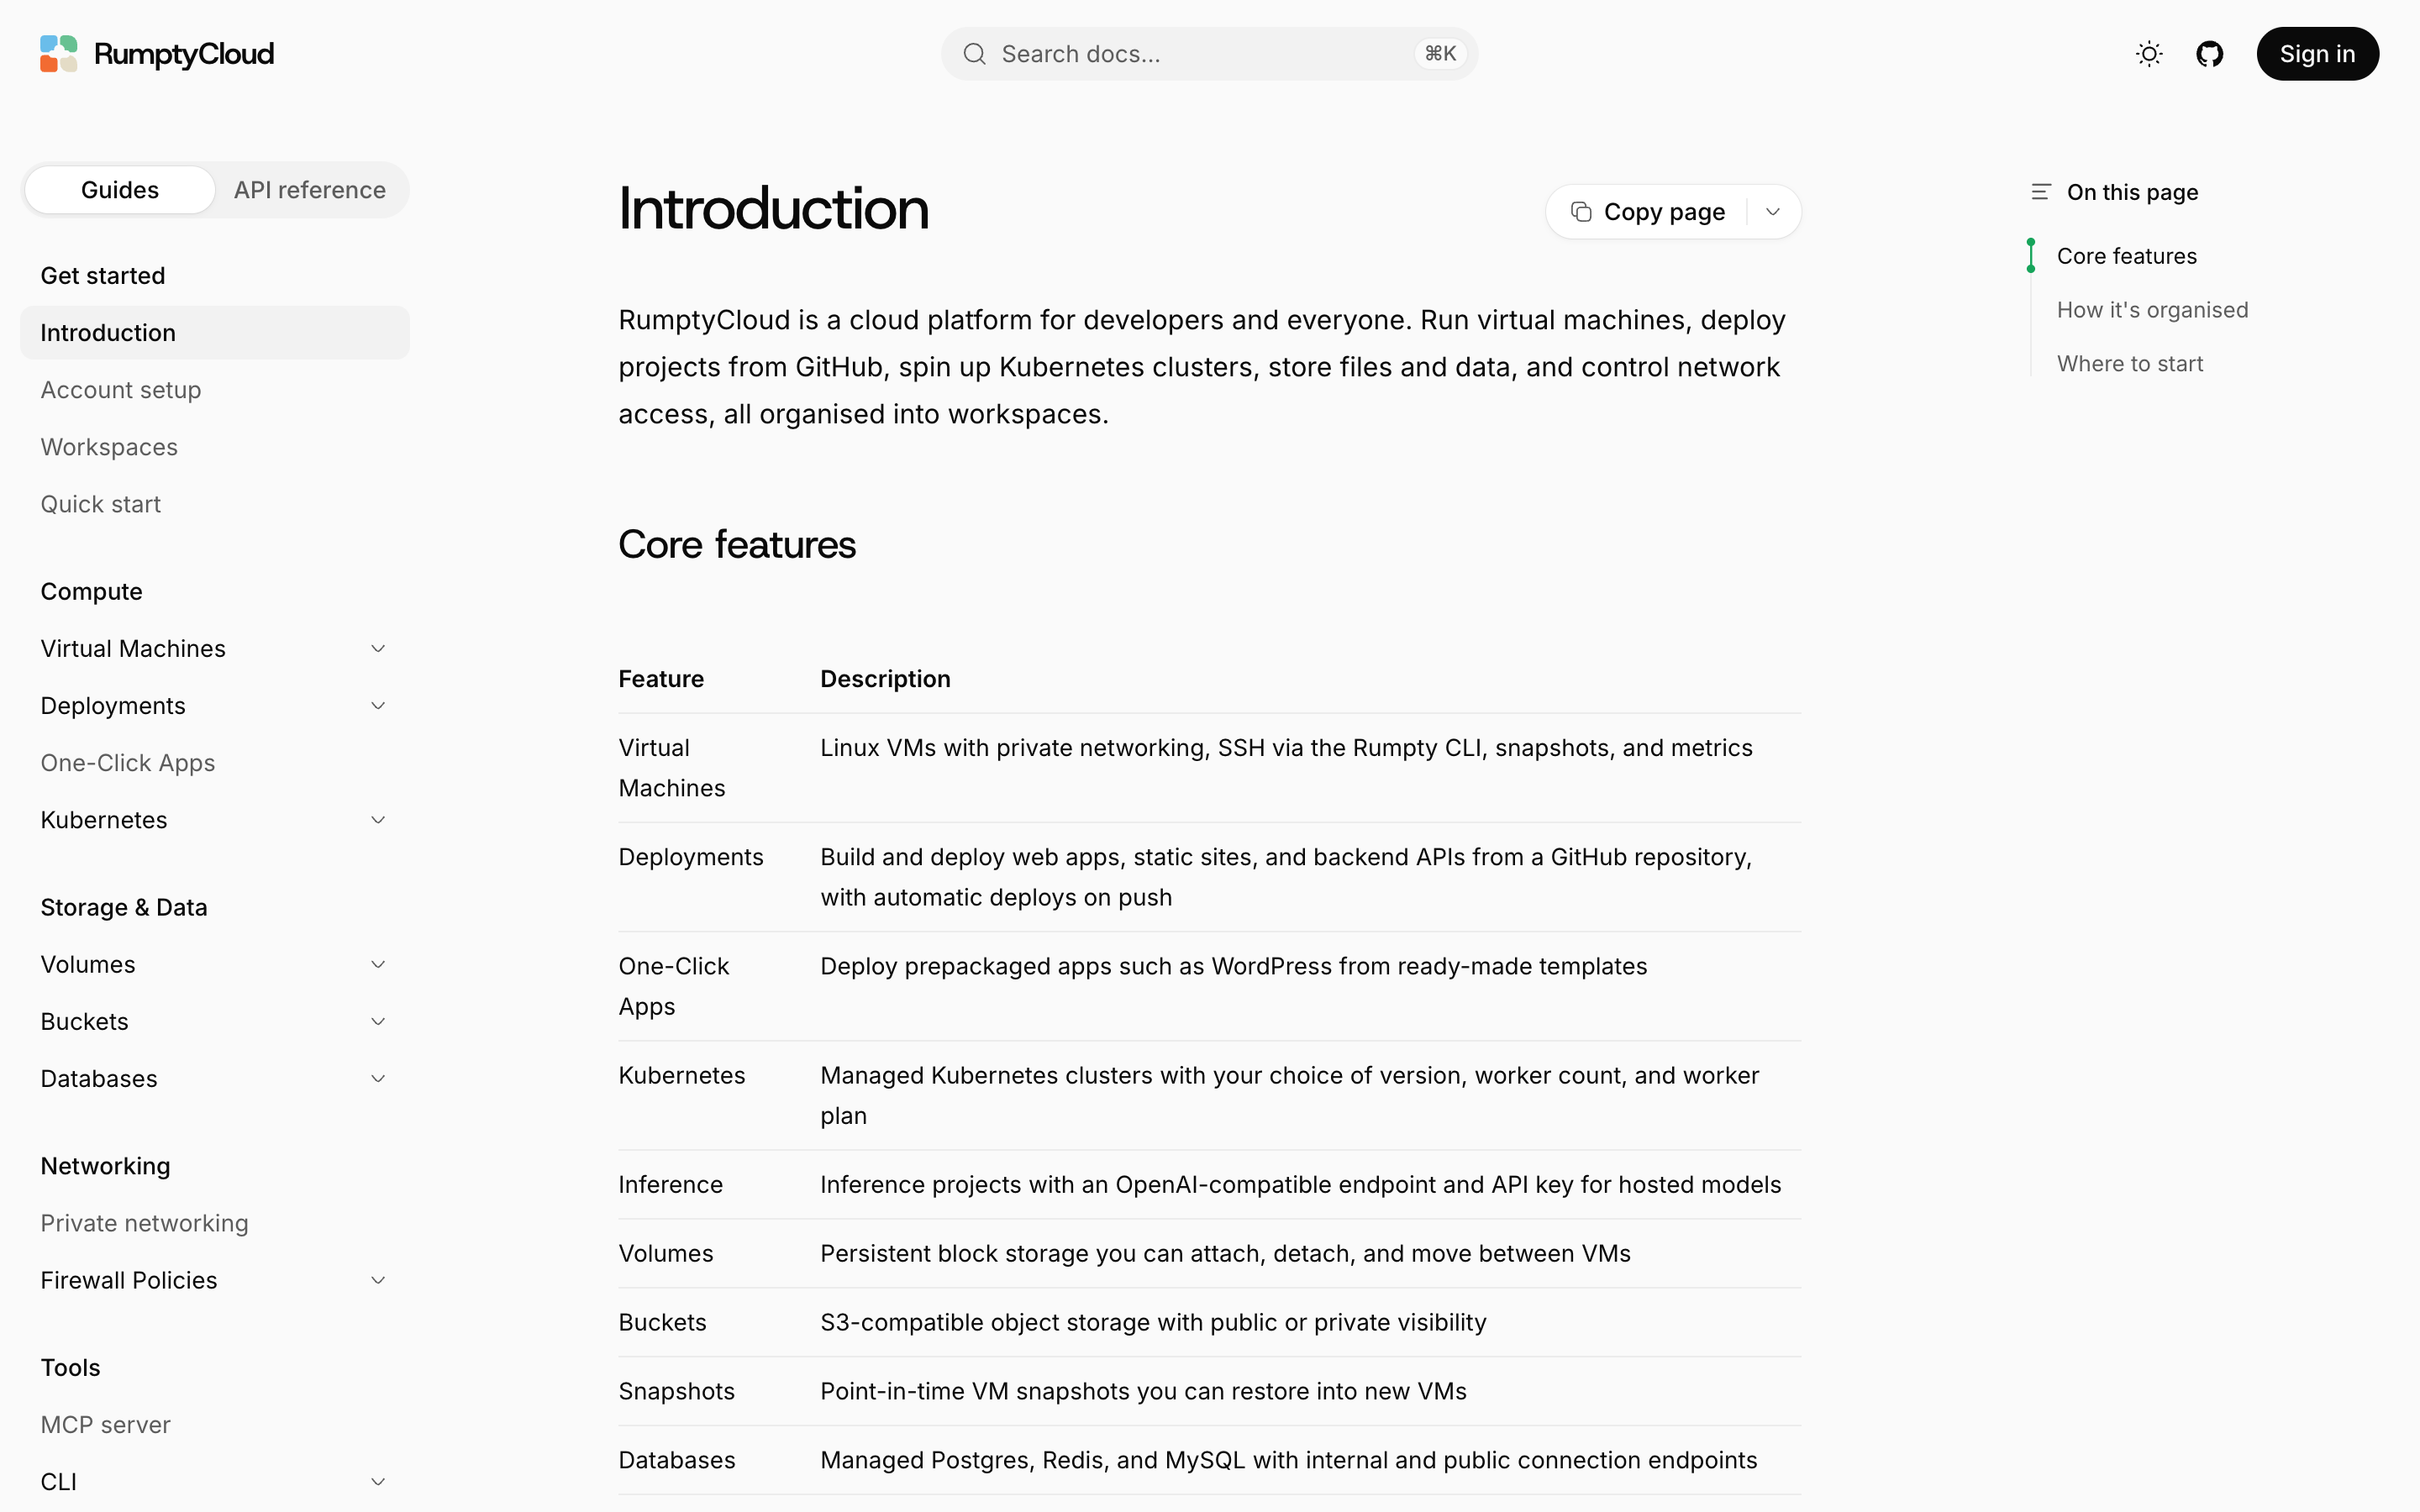 RumptyCloud
Search docs...
⌘K
Sign in
Guides
API reference
Get started
Introduction
Account setup
Workspaces
Quick start
Compute
Virtual Machines
Deployments
One-Click Apps
Kubernetes
Storage & Data
Volumes
Buckets
Databases
Networking
Private networking
Firewall Policies
Tools
MCP server
CLI
Introduction
Copy page
RumptyCloud is a cloud platform for developers and everyone. Run virtual machines, deploy
projects from GitHub, spin up Kubernetes clusters, store files and data, and control network
access, all organised into workspaces.
Core features
Feature Description
Virtual Linux VMs with private networking, SSH via the Rumpty CLI, snapshots, and metrics
Machines
Deployments Build and deploy web apps, static sites, and backend APIs from a GitHub repository,
with automatic deploys on push
One-Click Deploy prepackaged apps such as WordPress from ready-made templates
Apps
Kubernetes Managed Kubernetes clusters with your choice of version, worker count, and worker
plan
Inference Inference projects with an OpenAI-compatible endpoint and API key for hosted models
Volumes Persistent block storage you can attach, detach, and move between VMs
Buckets S3-compatible object storage with public or private visibility
Snapshots Point-in-time VM snapshots you can restore into new VMs
Databases Managed Postgres, Redis, and MySQL with internal and public connection endpoints
On this page
Core features
How it's organised
Where to start